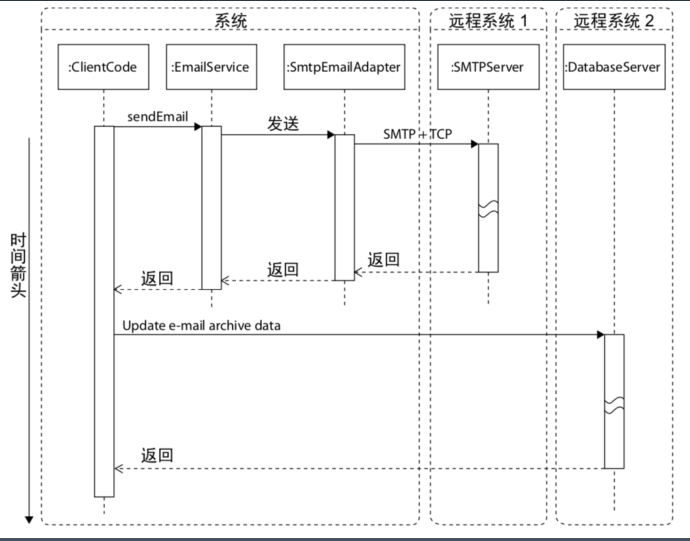 系统
远程系统 1
远程系统 2
:ClientCode
:EmailService
:SmtpEmailAdapter
:SMTPServer
:DatabaseServer
sendEmail
发送
SMTP + TCP
时间箭头
返回
返回
返回
Update e-mail archive data
返回